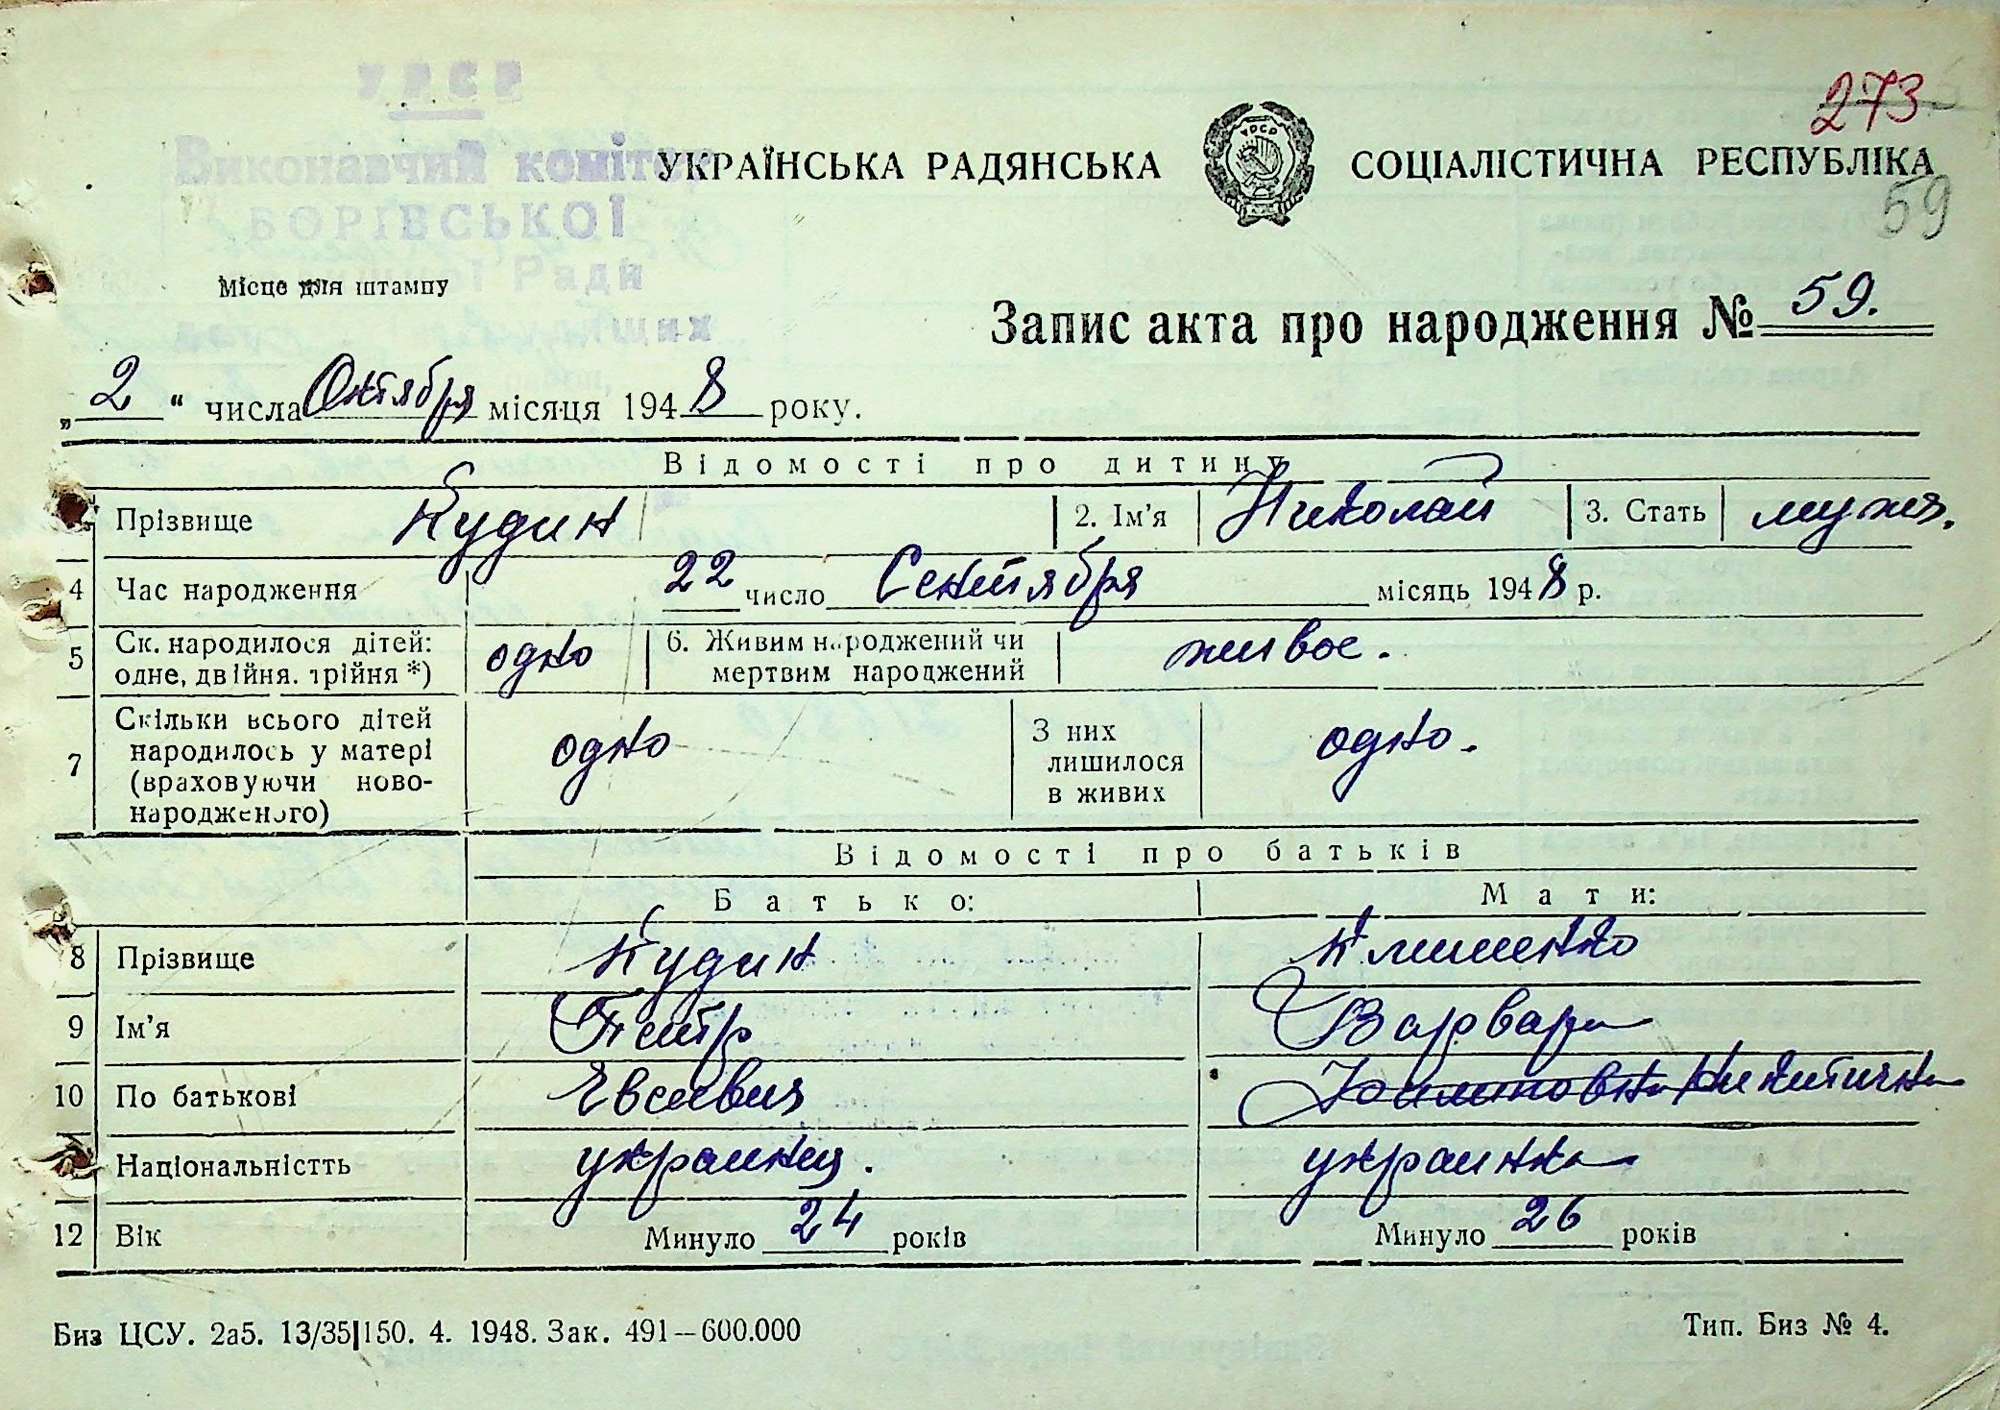 УРСР
Виконавчий комітет
БОРІВСЬКОЇ
Ради
273
УКРАЇНСЬКА РАДЯНСЬКА СОЦІАЛІСТИЧНА РЕСПУБЛІКА
59
Місце для штампу
Запис акта про народження № 59.
„2“ числа Октября місяця 1948 року.
Відомості про дитину
Прізвище Кудин 2. Ім'я Николай 3. Стать мужя.
4 Час народження 22 число Сентября місяць 1948 р.
5 Ск. народилося дітей: одне, двійня. трійня *) одно 6. Живим народжений чи мертвим народжений живое.
7 Скільки всього дітей народилось у матері (враховуючи ново-народженого) одно З них лишилося в живих одно.
Відомості про батьків
Батько: Мати:
8 Прізвище Кудин Клименко
9 Ім'я Петр Варвара
10 По батькові Евсеевич Никитична
11 Національністть украинец. украинка
12 Вік Минуло 24 років Минуло 26 років
Биз ЦСУ. 2а5. 13/35|150. 4. 1948. Зак. 491—600.000 Тип. Биз № 4.